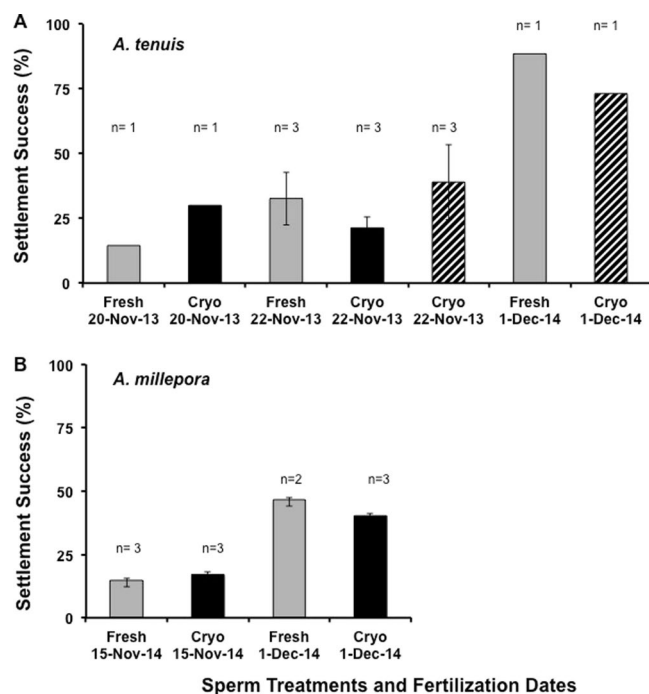 A
A. tenuis
Settlement Success (%)
100
75
50
25
0
n= 1
n= 1
n= 3
n= 3
n= 3
n= 1
n= 1
Fresh Cryo Fresh Cryo Cryo Fresh Cryo
20-Nov-13 20-Nov-13 22-Nov-13 22-Nov-13 22-Nov-13 1-Dec-14 1-Dec-14
B
A. millepora
Settlement Success (%)
100
75
50
25
0
n= 3
n=3
n=2
n=3
Fresh Cryo Fresh Cryo
15-Nov-14 15-Nov-14 1-Dec-14 1-Dec-14
Sperm Treatments and Fertilization Dates